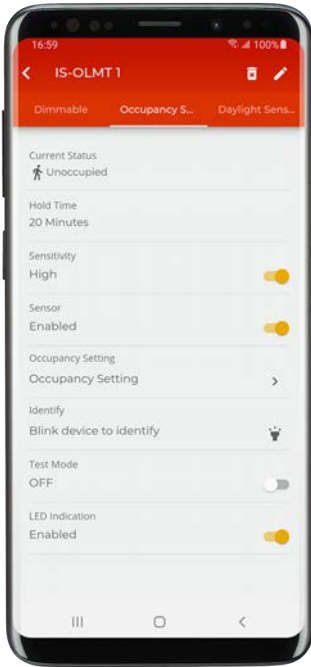 16:59
100%
IS-OLMT 1
Dimmable Occupancy S... Daylight Sens...
Current Status
Unoccupied
Hold Time
20 Minutes
Sensitivity
High
Sensor
Enabled
Occupancy Setting
Occupancy Setting
Identify
Blink device to identify
Test Mode
OFF
LED Indication
Enabled